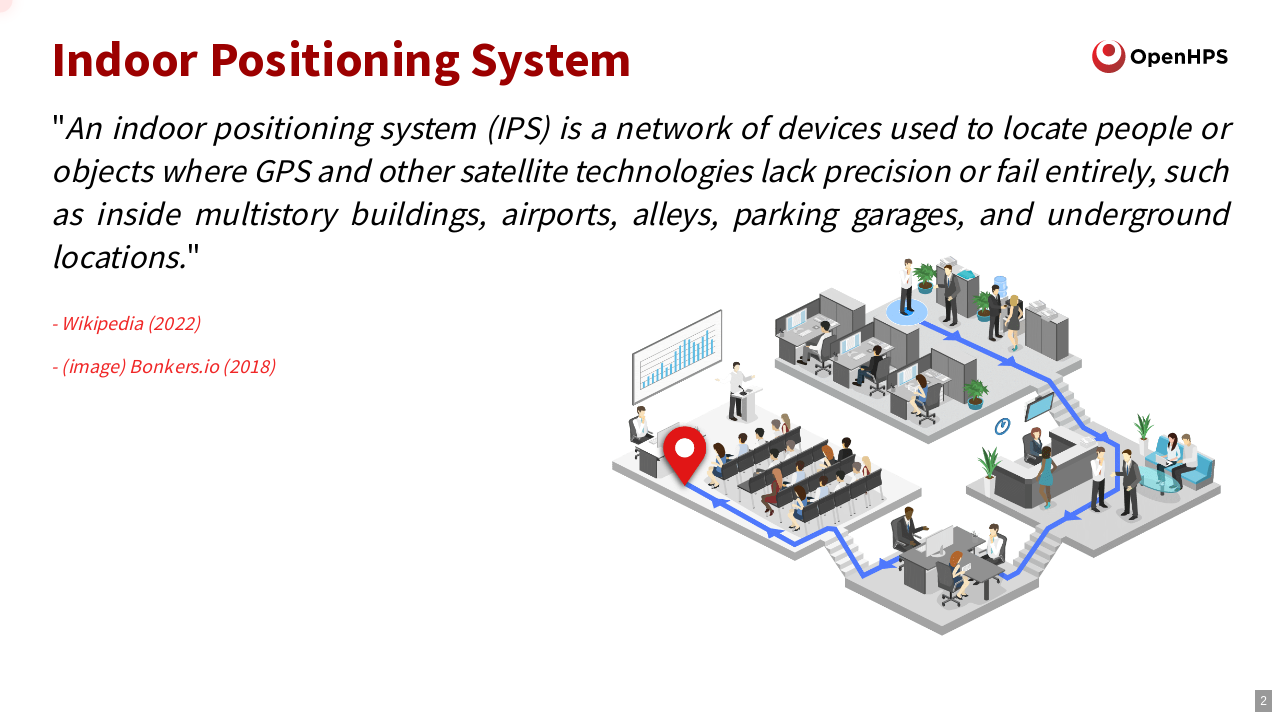 Indoor Positioning System
OpenHPS
"An indoor positioning system (IPS) is a network of devices used to locate people or
objects where GPS and other satellite technologies lack precision or fail entirely, such
as inside multistory buildings, airports, alleys, parking garages, and underground
locations."
- Wikipedia (2022)
- (image) Bonkers.io (2018)
2